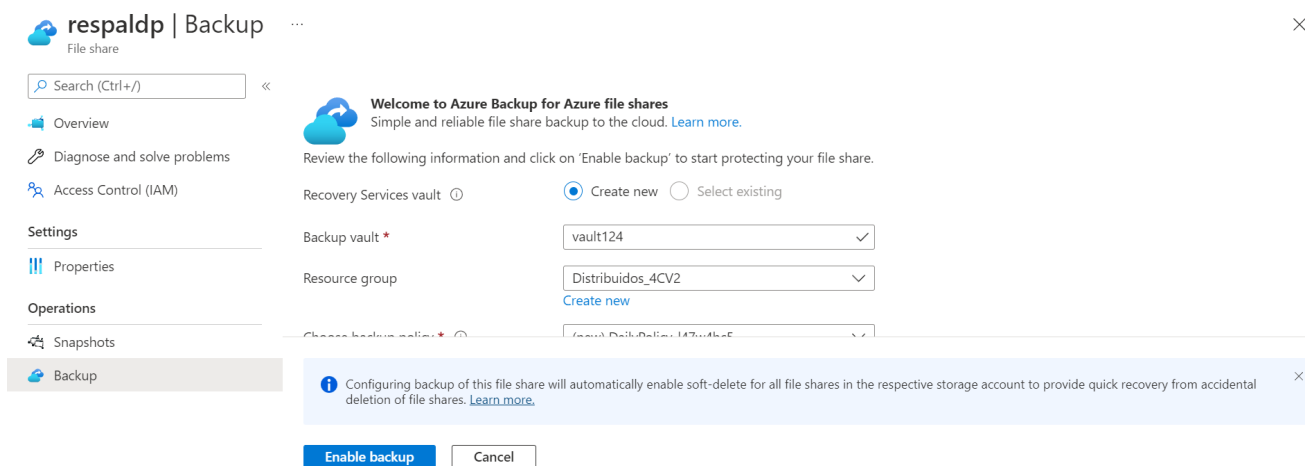 respaldp | Backup ...
File share
Search (Ctrl+/)
«
Overview
Diagnose and solve problems
Access Control (IAM)
Settings
Properties
Operations
Snapshots
Backup
Welcome to Azure Backup for Azure file shares
Simple and reliable file share backup to the cloud. Learn more.
Review the following information and click on 'Enable backup' to start protecting your file share.
Recovery Services vault
Create new
Select existing
Backup vault *
vault124
Resource group
Distribuidos_4CV2
Create new
Choose backup policy *
(new) DailyPolicy
Configuring backup of this file share will automatically enable soft-delete for all file shares in the respective storage account to provide quick recovery from accidental
deletion of file shares. Learn more.
Enable backup
Cancel